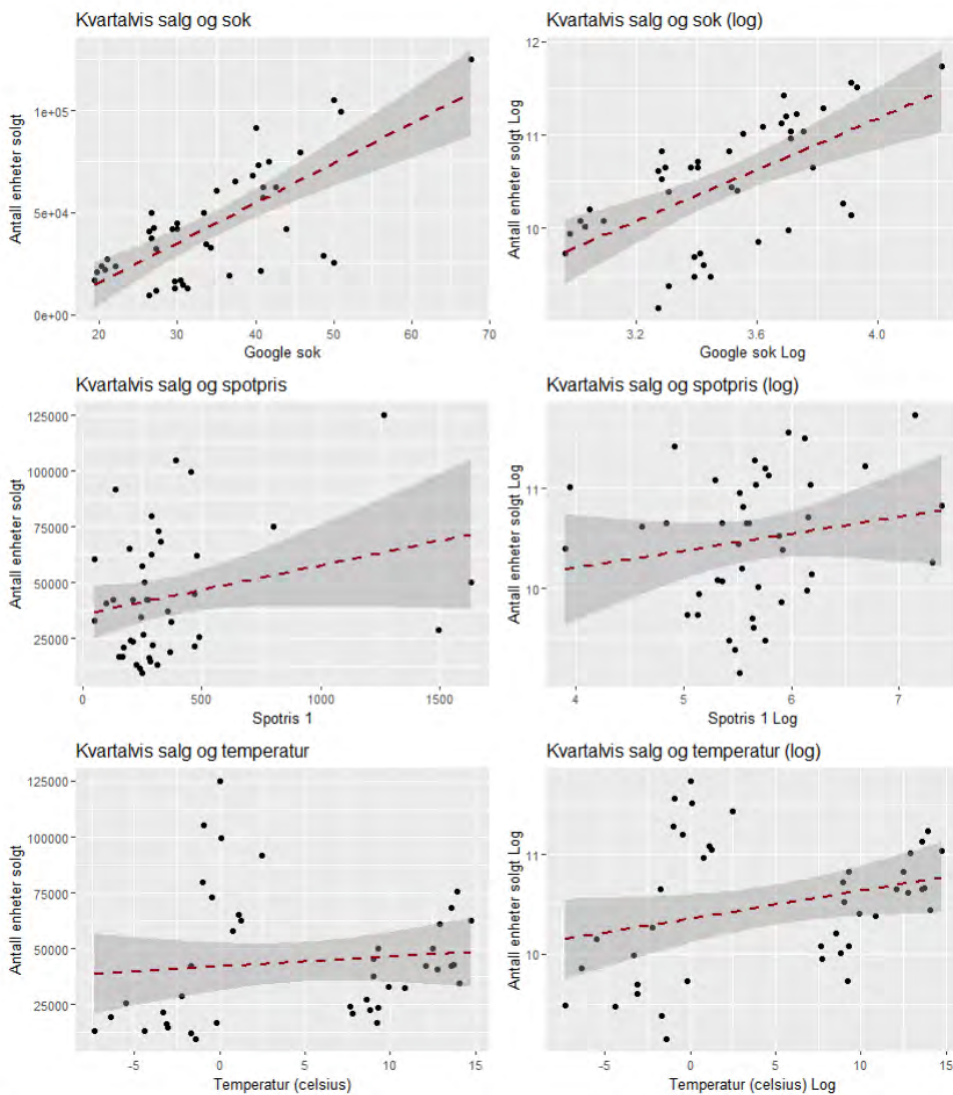 Kvartalvis salg og sok
Antall enheter solgt
1e+05
5e+04
0e+00
20 30 40 50 60 70
Google sok
Kvartalvis salg og sok (log)
Antall enheter solgt Log
12
11
10
3.2 3.6 4.0
Google sok Log
Kvartalvis salg og spotpris
Antall enheter solgt
125000
100000
75000
50000
25000
0 500 1000 1500
Spotris 1
Kvartalvis salg og spotpris (log)
Antall enheter solgt Log
11
10
4 5 6 7
Spotris 1 Log
Kvartalvis salg og temperatur
Antall enheter solgt
125000
100000
75000
50000
25000
-5 0 5 10 15
Temperatur (celsius)
Kvartalvis salg og temperatur (log)
Antall enheter solgt Log
11
10
-5 0 5 10 15
Temperatur (celsius) Log